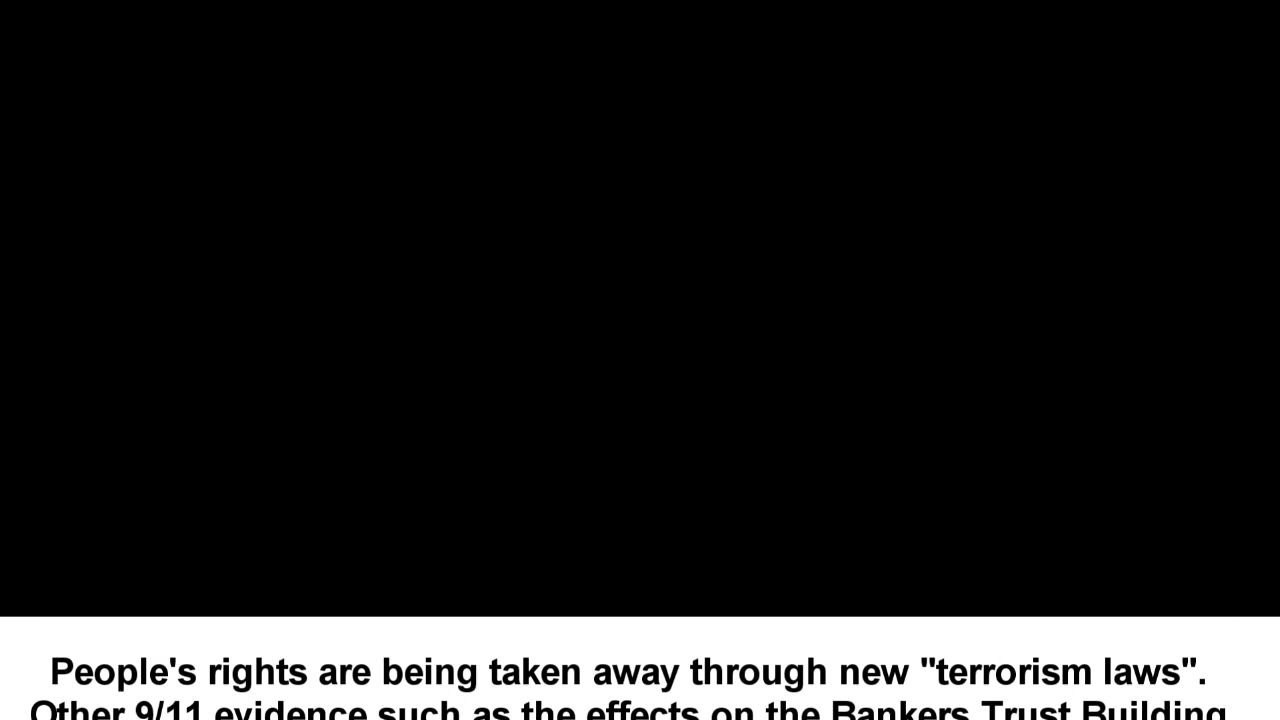 People's rights are being taken away through new "terrorism laws".
Other 9/11 evidence such as the effects on the Bankers Trust Building